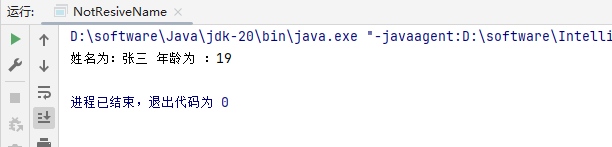 运行: NotResiveName
D:\software\Java\jdk-20\bin\java.exe "-javaagent:D:\software\Intelli
姓名为：张三 年龄为 ：19
进程已结束，退出代码为 0